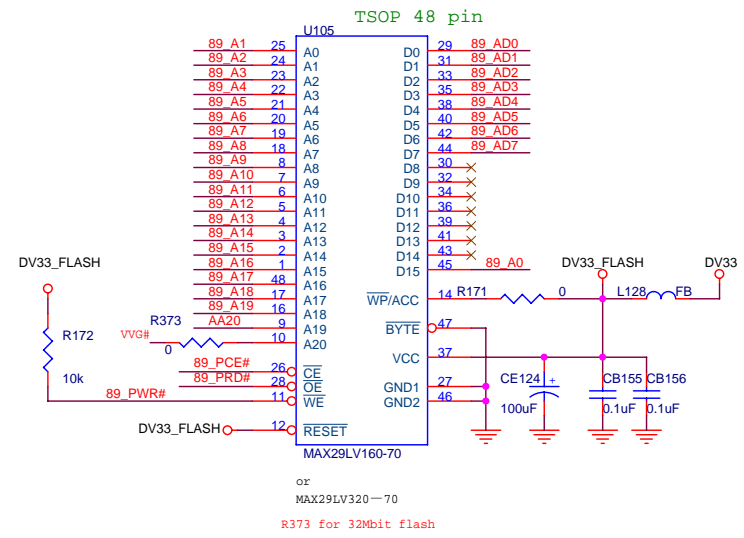 TSOP 48 pin
U105
89_A1 25 A0 D0 29 89_AD0
89_A2 24 A1 D1 31 89_AD1
89_A3 23 A2 D2 33 89_AD2
89_A4 22 A3 D3 35 89_AD3
89_A5 21 A4 D4 38 89_AD4
89_A6 20 A5 D5 40 89_AD5
89_A7 19 A6 D6 42 89_AD6
89_A8 18 A7 D7 44 89_AD7
89_A9 8 A8 D8 30
89_A10 7 A9 D9 32
89_A11 6 A10 D10 34
89_A12 5 A11 D11 36
89_A13 4 A12 D12 39
89_A14 3 A13 D13 41
89_A15 2 A14 D14 43
89_A16 1 A15 D15 45 89_A0
89_A17 48 A16
89_A18 17 A17 WP/ACC 14 R171 0
89_A19 16 A18
R373 AA20 9 A19 BYTE 47
VVG# 0 10 A20
VCC 37
89_PCE# 26 CE
89_PRD# 28 OE GND1 27
89_PWR# 11 WE GND2 46
DV33_FLASH 12 RESET
MAX29LV160-70
DV33_FLASH
R172
10k
DV33_FLASH
DV33
L128 FB
CE124 +
100uF
CB155 CB156
0.1uF 0.1uF
or
MAX29LV320—70
R373 for 32Mbit flash